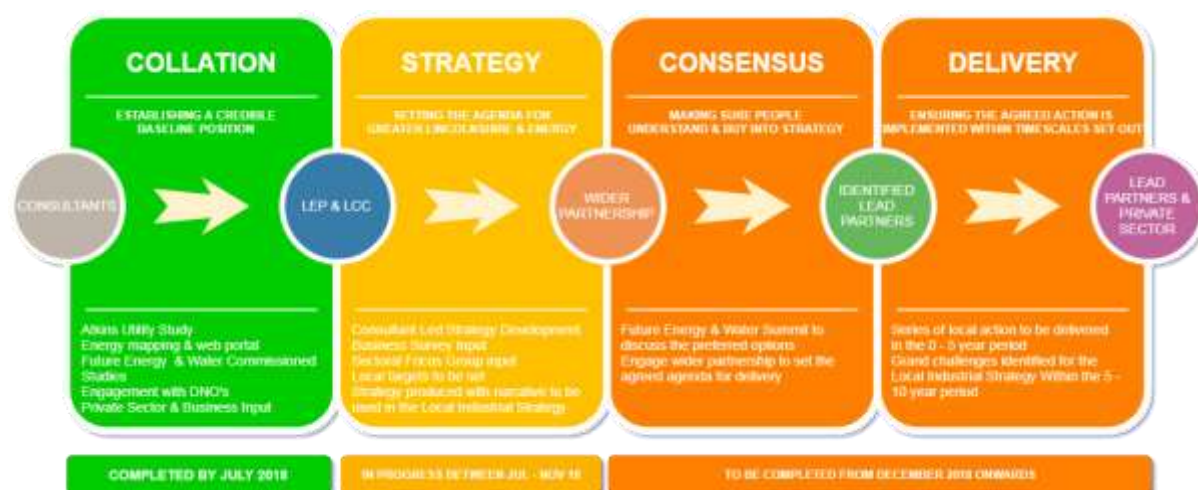 COLLATION
ESTABLISHING A CREDIBLE
BASELINE POSITION
CONSULTANTS
Atkins Utility Study
Energy mapping & web portal
Future Energy & Water Commissioned
Studies
Engagement with DNO's
Private Sector & Business Input
COMPLETED BY JULY 2018
STRATEGY
SETTING THE AGENDA FOR
GREATER LINCOLNSHIRE & ENERGY
LEP & LCC
Consultant Led Strategy Development
Business Survey Input
Sectoral Focus Group input
Local targets to be set
Strategy produced with narrative to be
used in the Local Industrial Strategy
IN PROGRESS BETWEEN JUL - NOV 18
CONSENSUS
MAKING SURE PEOPLE
UNDERSTAND & BUY INTO STRATEGY
WIDER
PARTNERSHIP
Future Energy & Water Summit to
discuss the preferred options
Engage wider partnership to set the
agreed agenda for delivery
DELIVERY
ENSURING THE AGREED ACTION IS
IMPLEMENTED WITHIN TIMESCALES SET OUT
IDENTIFIED
LEAD
PARTNERS
LEAD
PARTNERS &
PRIVATE
SECTOR
Series of local action to be delivered
in the 0 - 5 year period
Grand challenges identified for the
Local Industrial Strategy Within the 5 -
10 year period
TO BE COMPLETED FROM DECEMBER 2018 ONWARDS